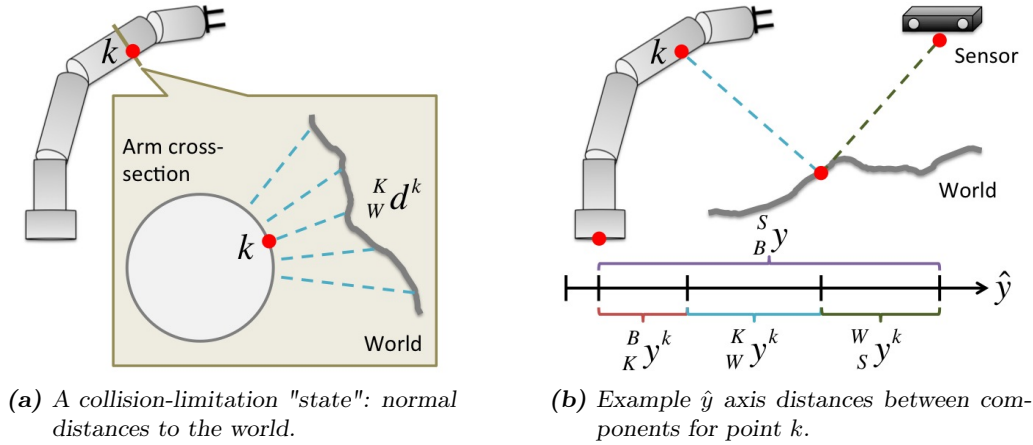 k
Arm cross-
section
k
K
W d^k
World
(a) A collision-limitation "state": normal
distances to the world.
k
Sensor
World
S
B y
ŷ
B
K y^k
K
W y^k
W
S y^k
(b) Example ŷ axis distances between com-
ponents for point k.